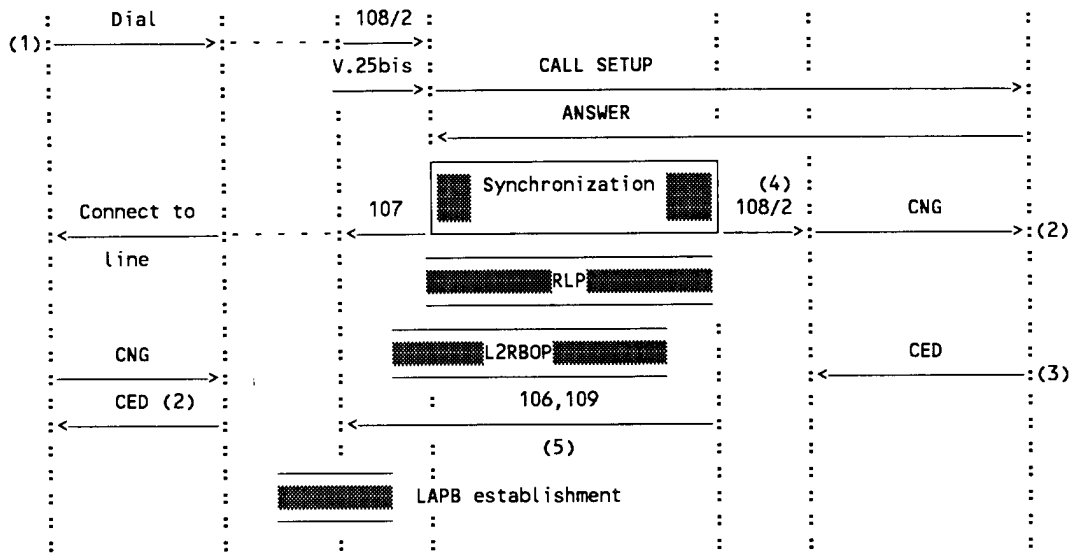 Dial 108/2
(1)
V.25bis CALL SETUP
ANSWER
Synchronization (4)
Connect to 107 108/2 CNG
(2)
line
RLP
CNG L2RBOP CED
(3)
CED (2) 106,109
(5)
LAPB establishment